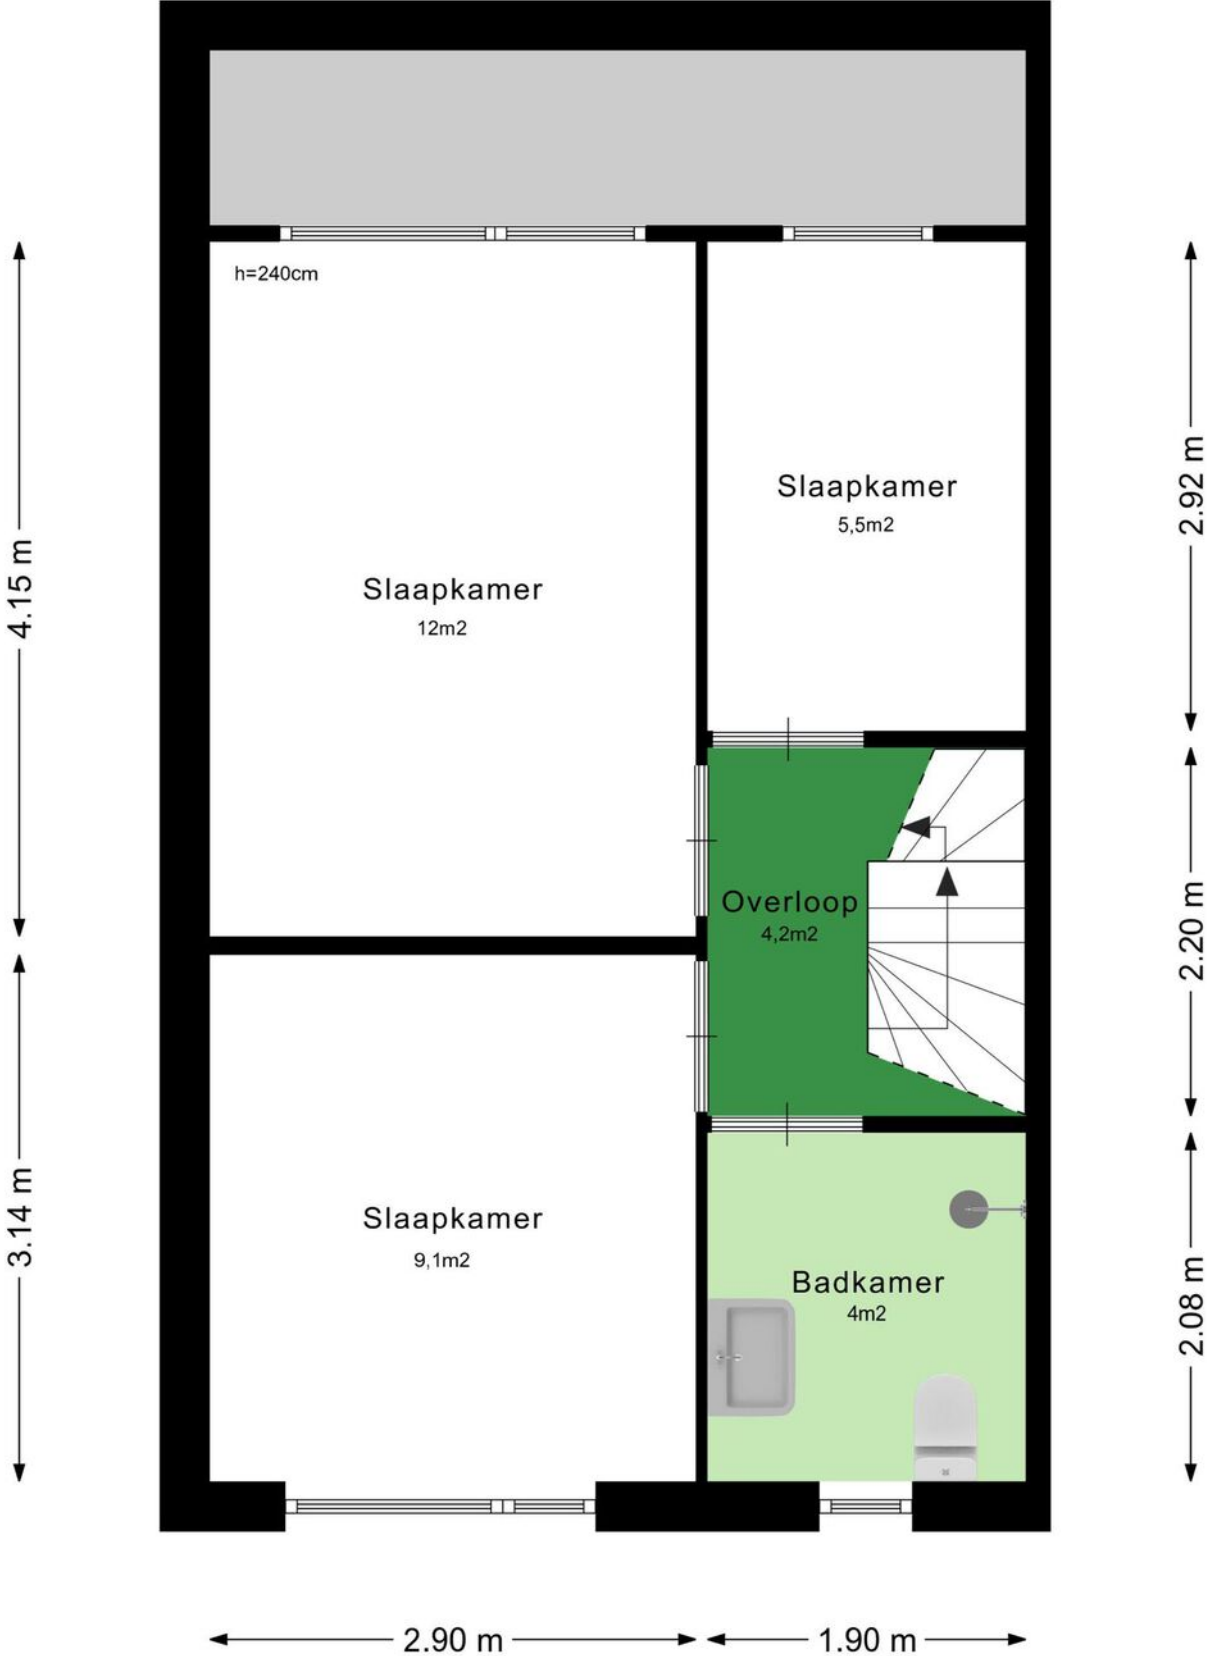 h=240cm
Slaapkamer
5,5m2
Slaapkamer
12m2
Overloop
4,2m2
Slaapkamer
9,1m2
Badkamer
4m2
4.15 m
3.14 m
2.92 m
2.20 m
2.08 m
2.90 m
1.90 m